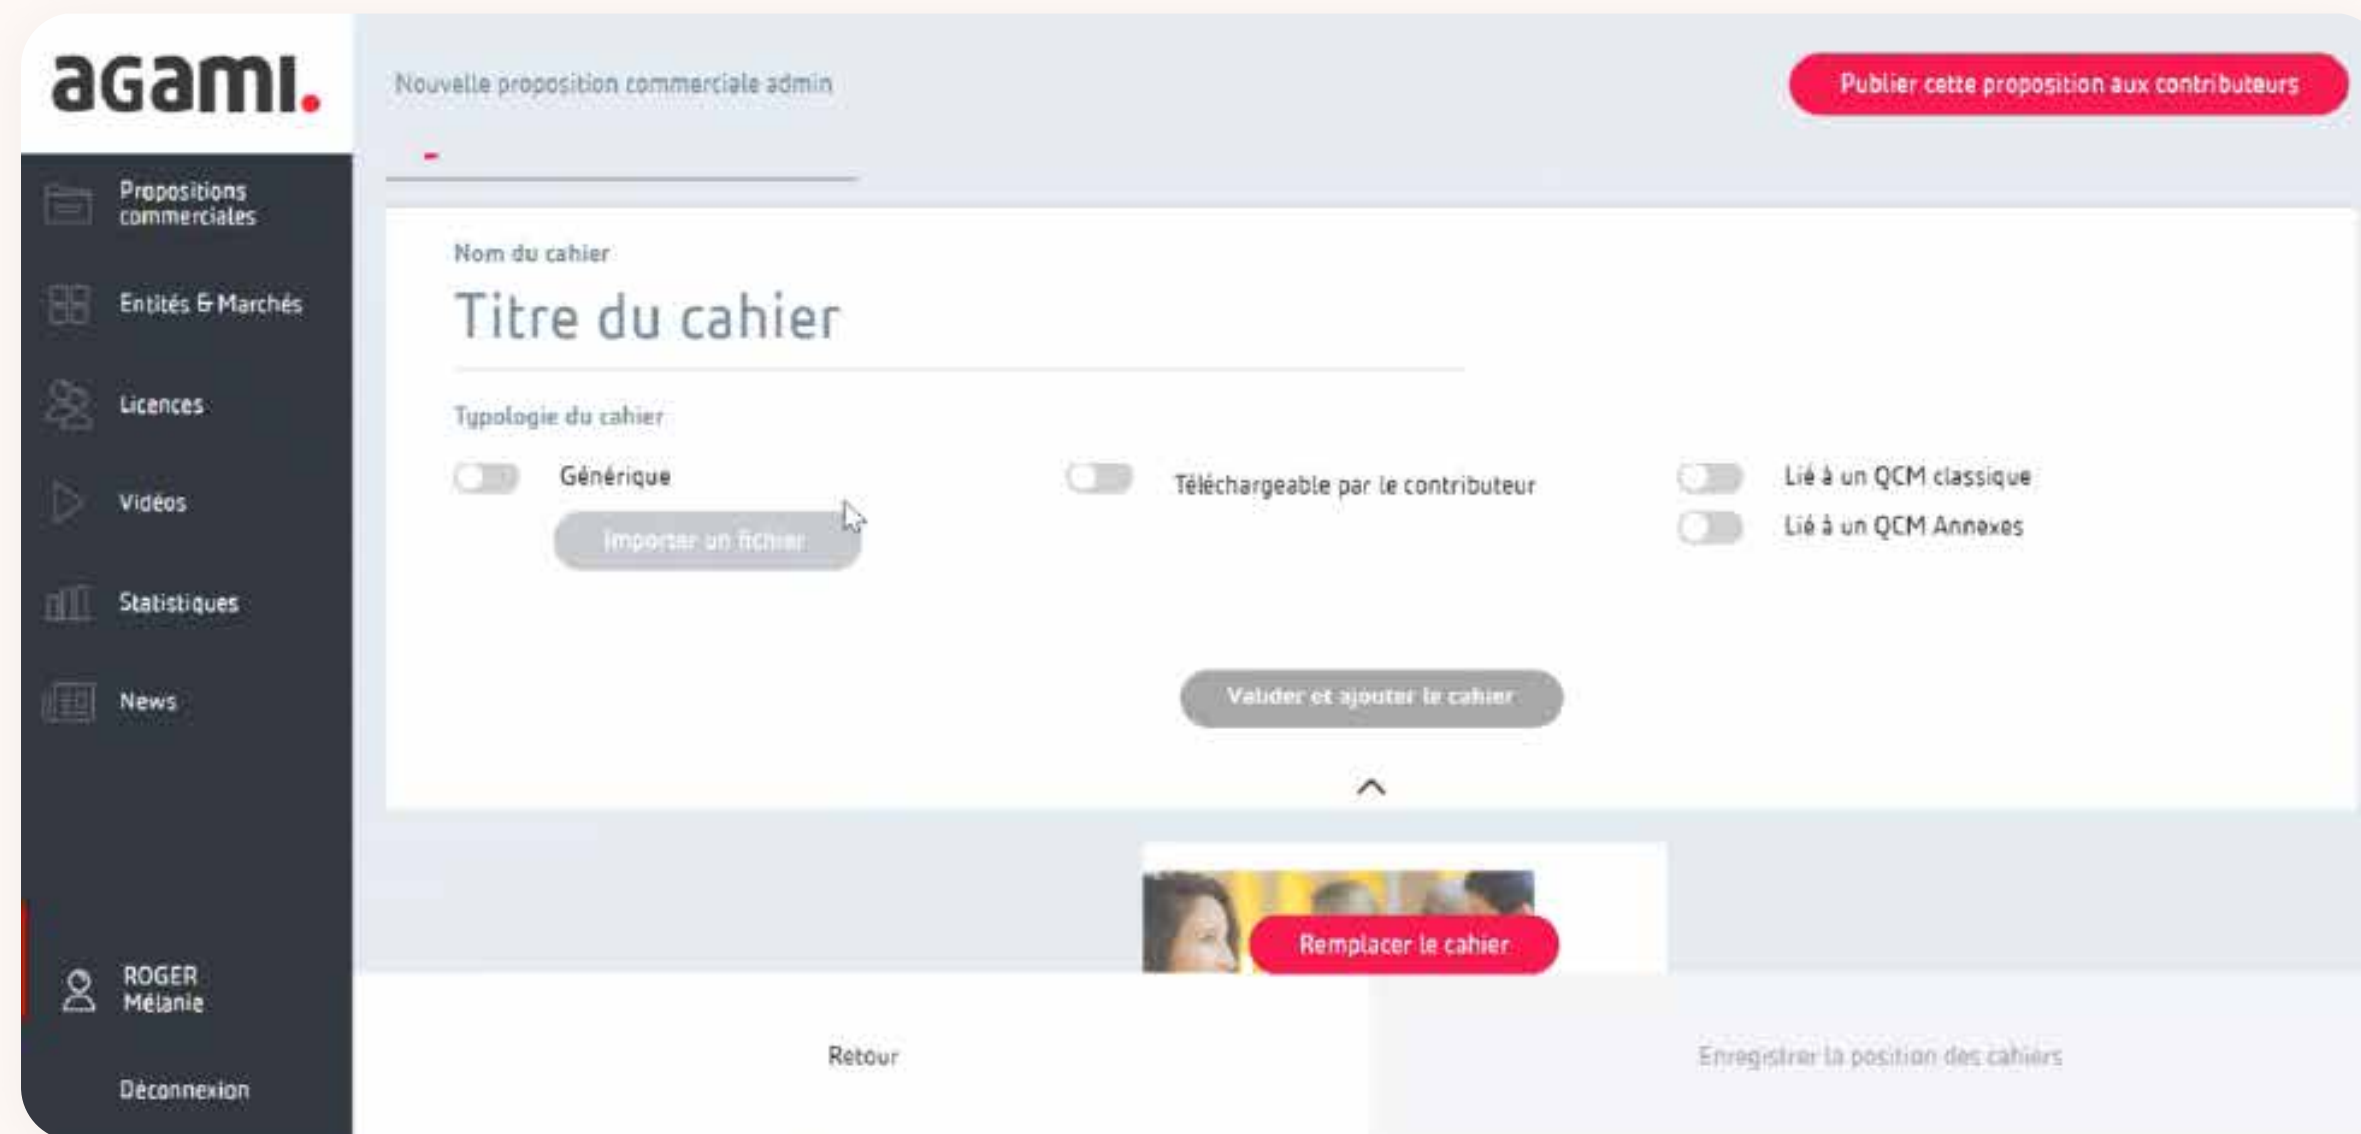 aGamI.
Nouvelle proposition commerciale admin
Publier cette proposition aux contributeurs
Propositions
commerciales
Entités & Marchés
Licences
Vidéos
Statistiques
News
ROGER
Mélanie
Déconnexion
Nom du cahier
Titre du cahier
Typologie du cahier
Générique
Importer un fichier
Téléchargeable par le contributeur
Lié à un QCM classique
Lié à un QCM Annexes
Valider et ajouter le cahier
Remplacer le cahier
Retour
Enregistrer la position des cahiers